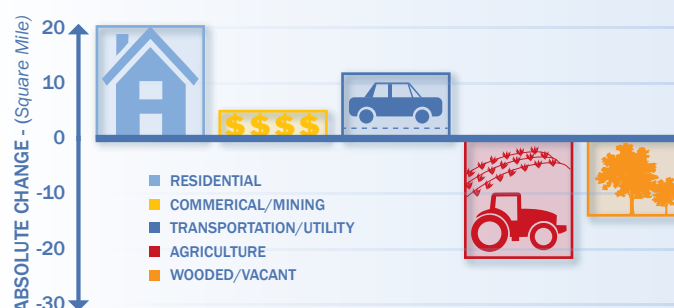 ABSOLUTE CHANGE - (Square Mile)
20
10
0
-10
-20
-30
$ $ $ $
RESIDENTIAL
COMMERICAL/MINING
TRANSPORTATION/UTILITY
AGRICULTURE
WOODED/VACANT